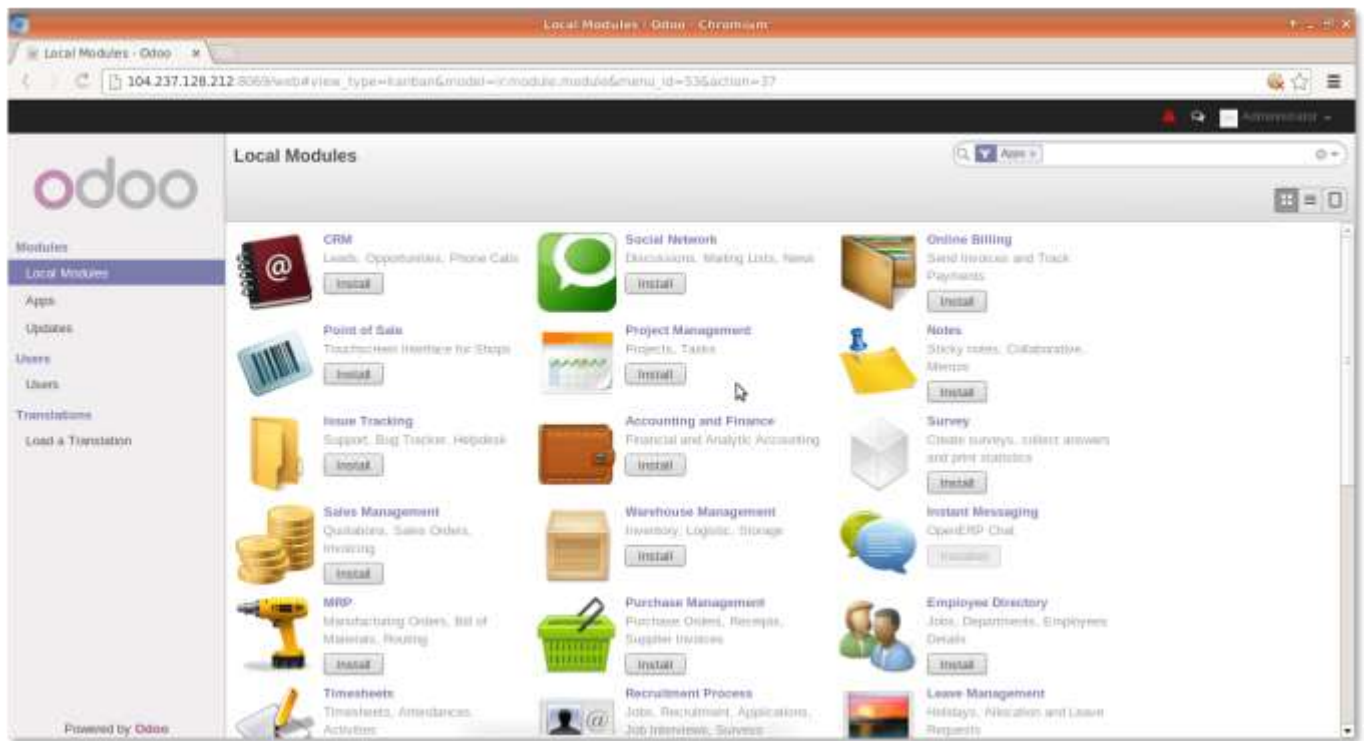 Local Modules - Odoo - Chromium
Local Modules - Odoo ×
104.237.128.212:8069/web#view_type=kanban&model=ir.module.module&menu_id=53&action=37
Administrator
odoo
Local Modules
Apps ×
Modules
Local Modules
Apps
Updates
Users
Users
Translations
Load a Translation
Powered by Odoo
CRM
Leads, Opportunities, Phone Calls
Install
Social Network
Discussions, Mailing Lists, News
Install
Online Billing
Send Invoices and Track
Payments
Install
Point of Sale
Touchscreen Interface for Shops
Install
Project Management
Projects, Tasks
Install
Notes
Sticky notes, Collaborative,
Memos
Install
Issue Tracking
Support, Bug Tracker, Helpdesk
Install
Accounting and Finance
Financial and Analytic Accounting
Install
Survey
Create surveys, collect answers
and print statistics
Install
Sales Management
Quotations, Sales Orders,
Invoicing
Install
Warehouse Management
Inventory, Logistic, Storage
Install
Instant Messaging
OpenERP Chat
Installed
MRP
Manufacturing Orders, Bill of
Materials, Routing
Install
Purchase Management
Purchase Orders, Receipts,
Supplier Invoices
Install
Employee Directory
Jobs, Departments, Employees
Details
Install
Timesheets
Timesheets, Attendances,
Activities
Recruitment Process
Jobs, Recruitment, Applications,
Job Interviews, Surveys
Leave Management
Holidays, Allocation and Leave
Requests